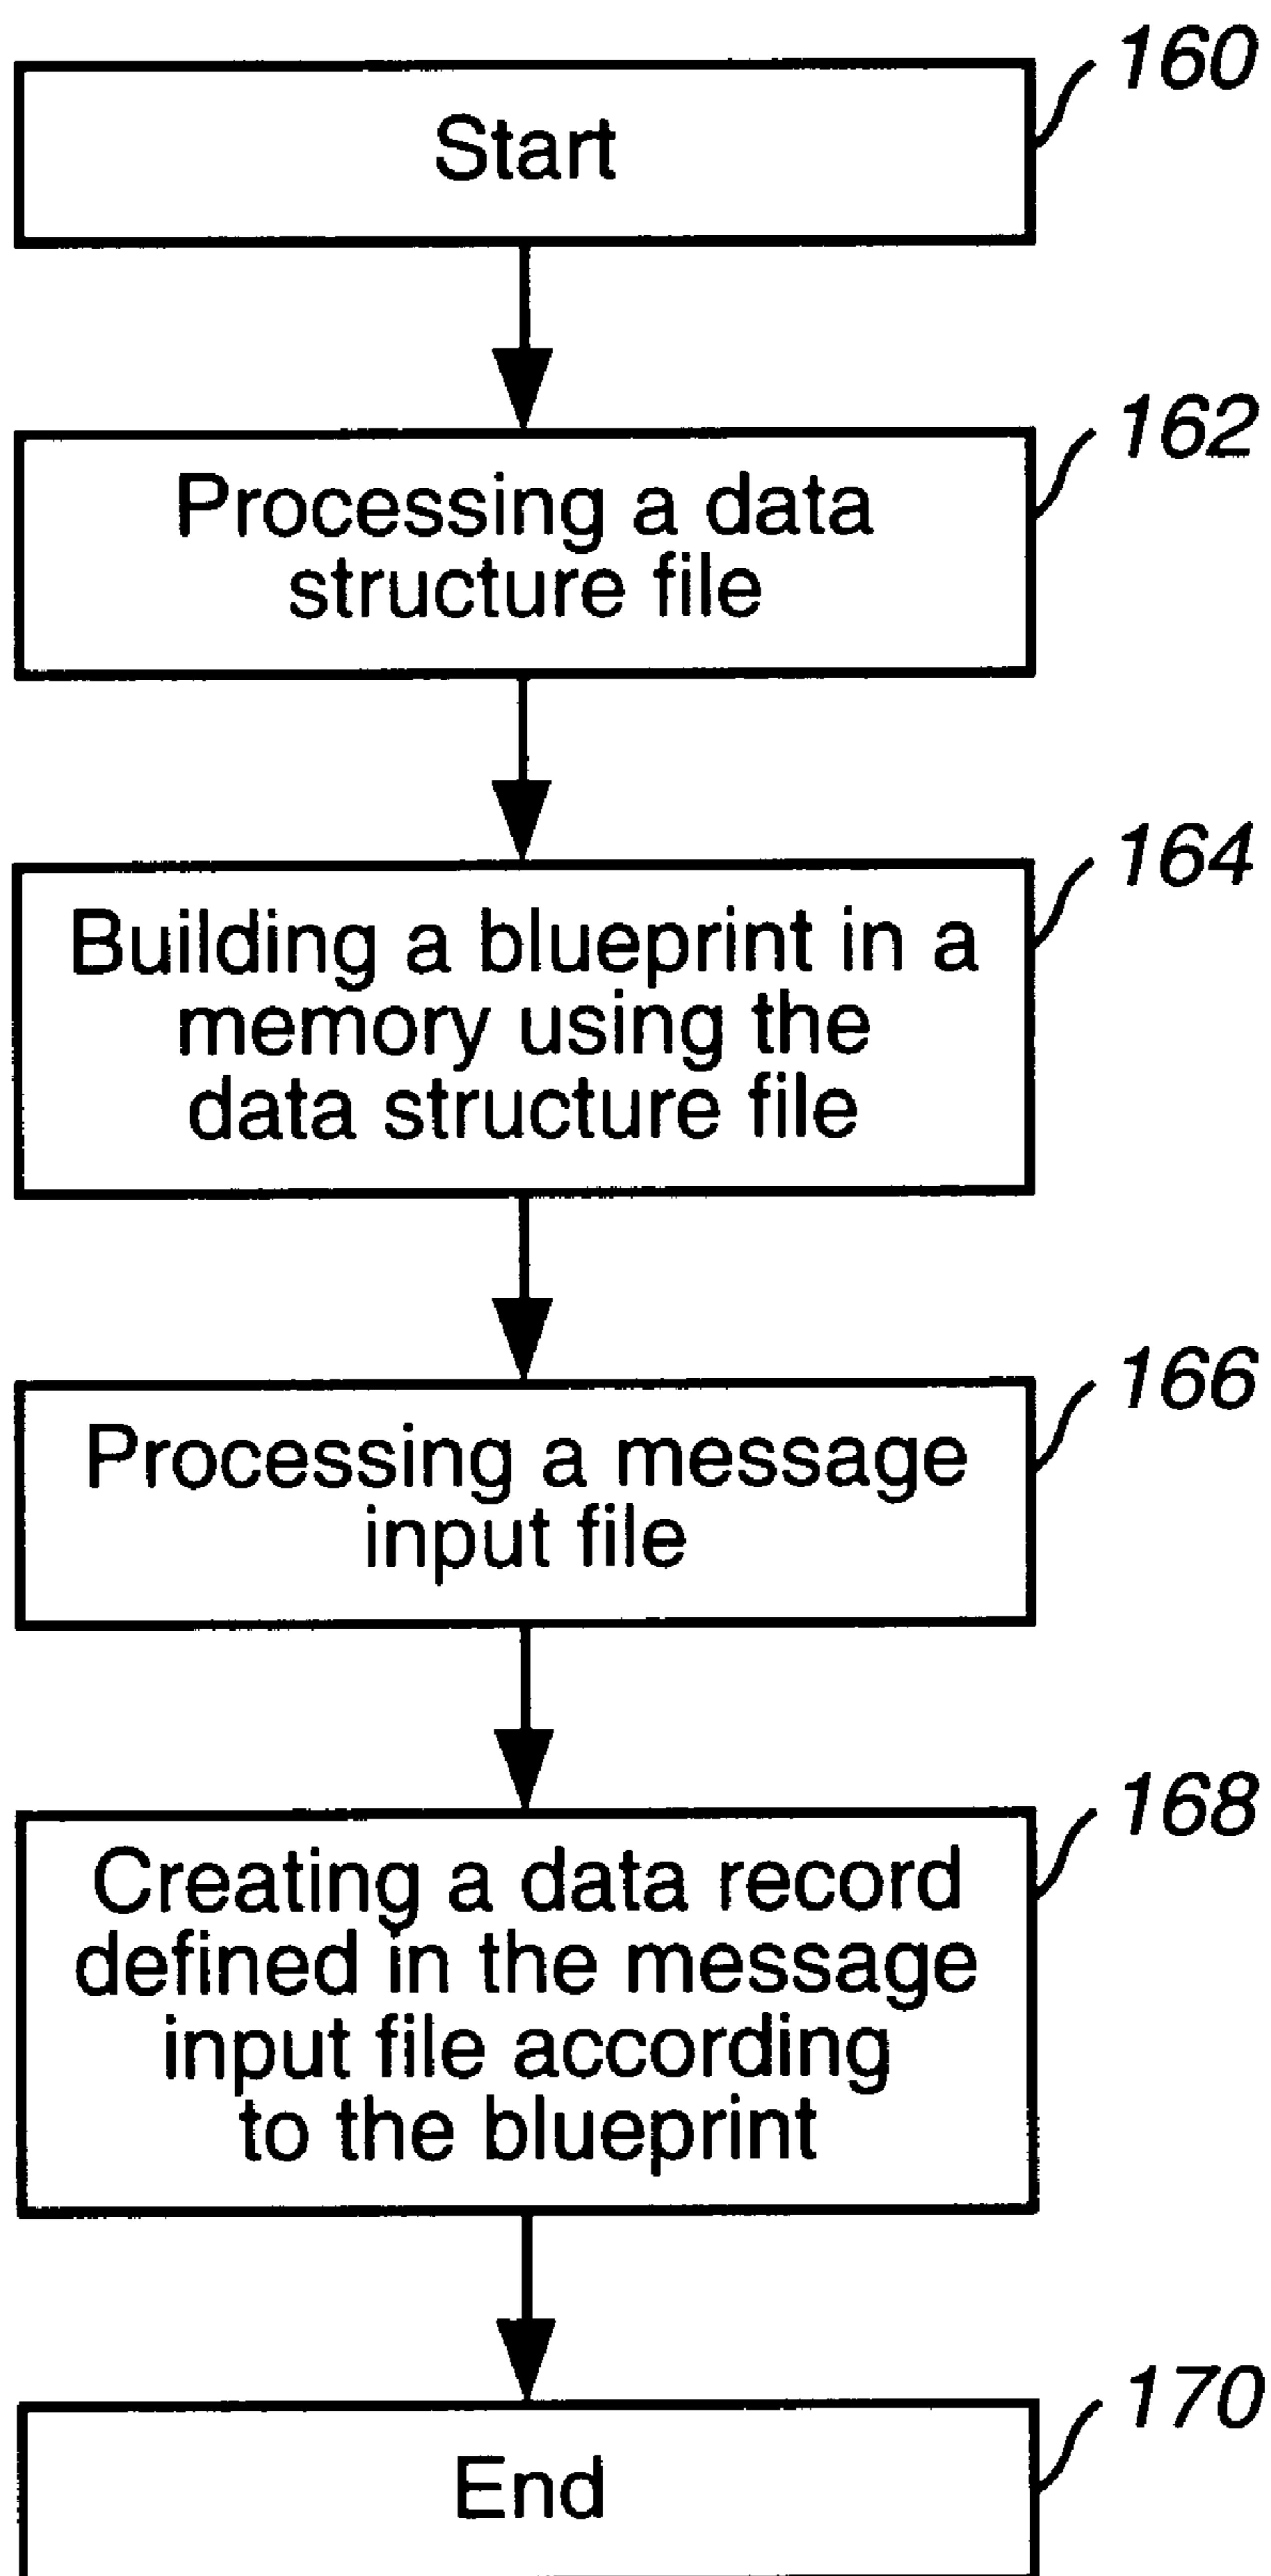 160
Start
162
Processing a data
structure file
164
Building a blueprint in a
memory using the
data structure file
166
Processing a message
input file
168
Creating a data record
defined in the message
input file according
to the blueprint
170
End